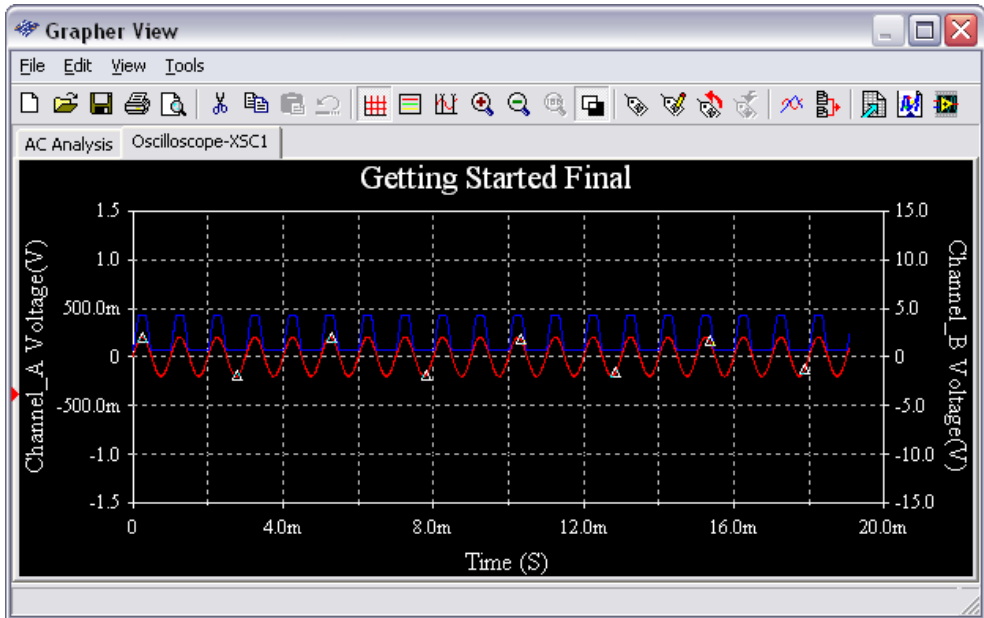 Grapher View
File Edit View Tools
AC Analysis Oscilloscope-XSC1
Getting Started Final
Channel_A Voltage(V)
1.5
1.0
500.0m
0
-500.0m
-1.0
-1.5
15.0
10.0
5.0
0
-5.0
-10.0
-15.0
Channel_B Voltage(V)
0 4.0m 8.0m 12.0m 16.0m 20.0m
Time (S)